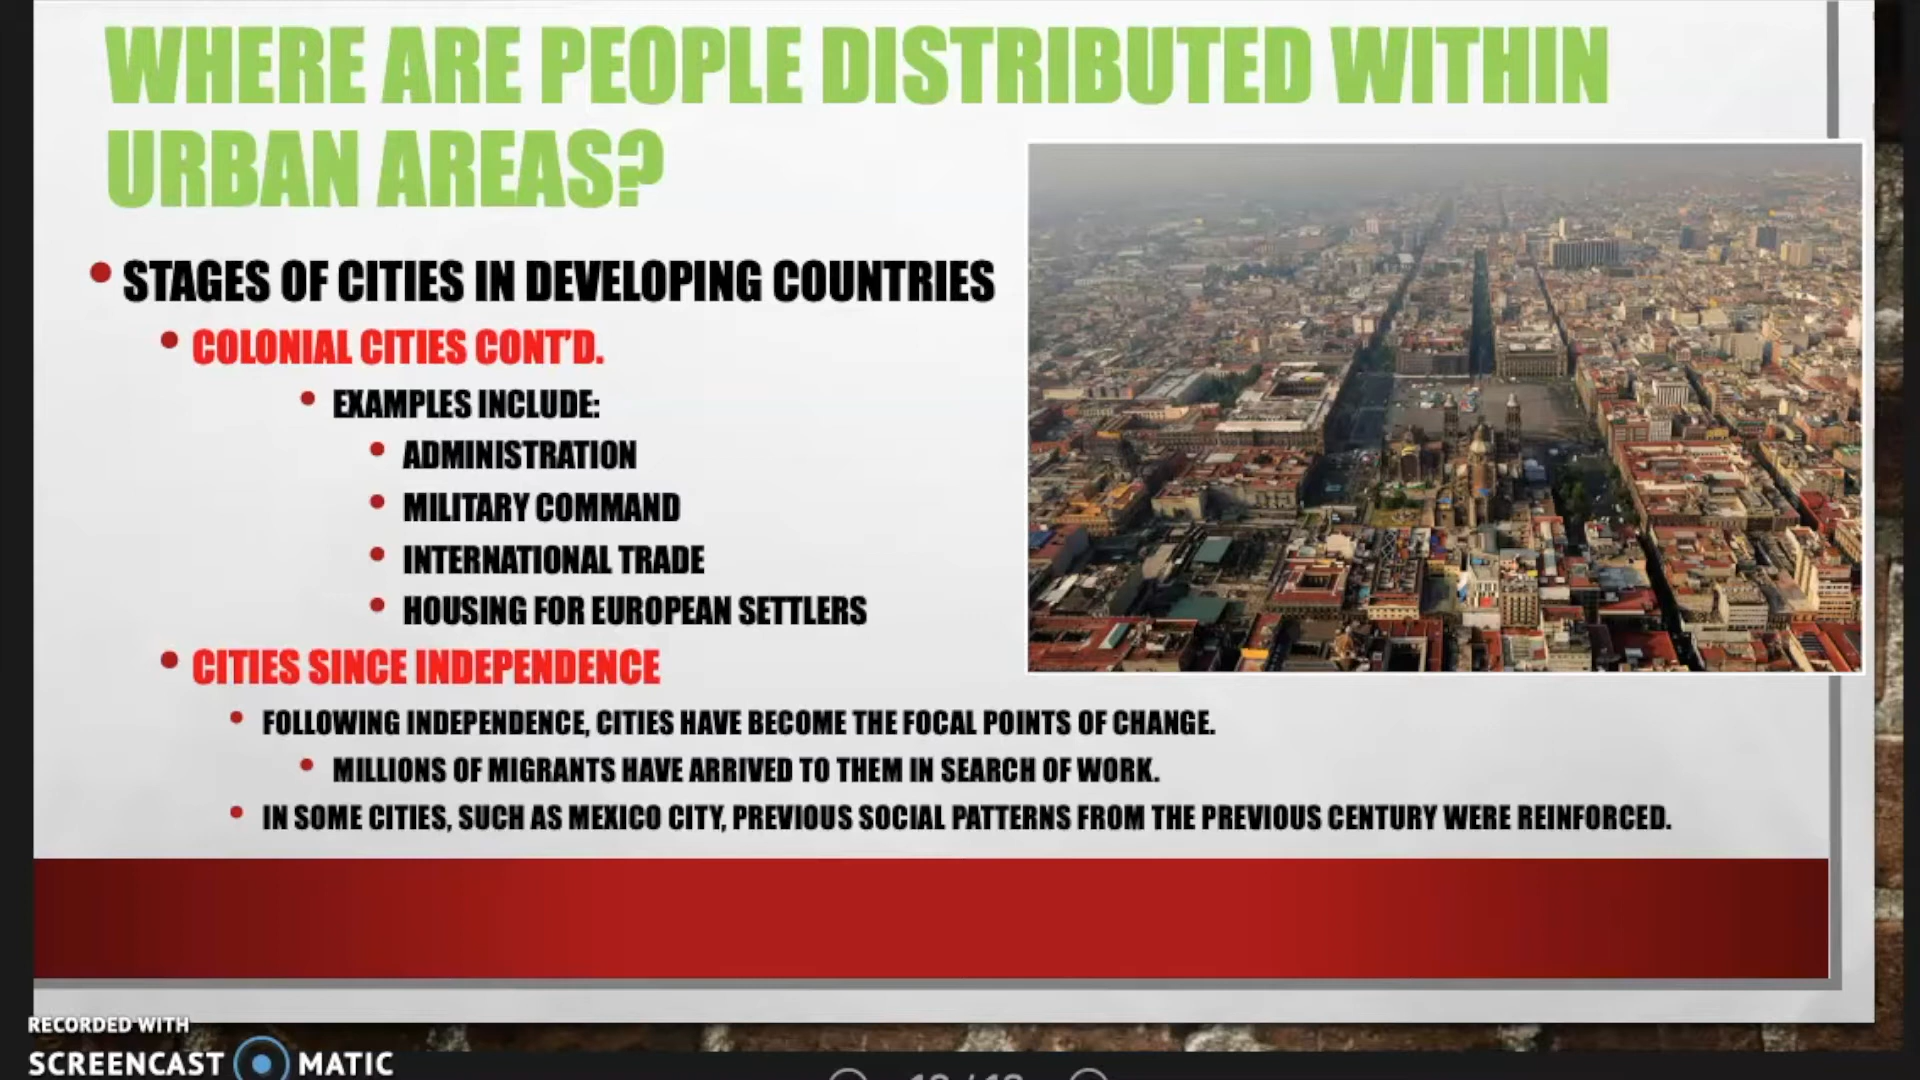 WHERE ARE PEOPLE DISTRIBUTED WITHIN
URBAN AREAS?
STAGES OF CITIES IN DEVELOPING COUNTRIES
COLONIAL CITIES CONT'D.
EXAMPLES INCLUDE:
ADMINISTRATION
MILITARY COMMAND
INTERNATIONAL TRADE
HOUSING FOR EUROPEAN SETTLERS
CITIES SINCE INDEPENDENCE
FOLLOWING INDEPENDENCE, CITIES HAVE BECOME THE FOCAL POINTS OF CHANGE.
MILLIONS OF MIGRANTS HAVE ARRIVED TO THEM IN SEARCH OF WORK.
IN SOME CITIES, SUCH AS MEXICO CITY, PREVIOUS SOCIAL PATTERNS FROM THE PREVIOUS CENTURY WERE REINFORCED.
RECORDED WITH
SCREENCAST MATIC